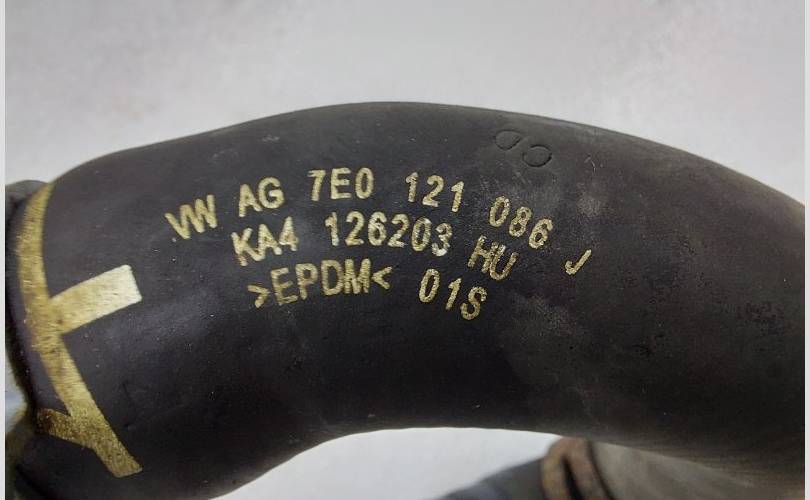 VW AG 7E0 121 086 J
KA4 126203 HU
>EPDM< 01S